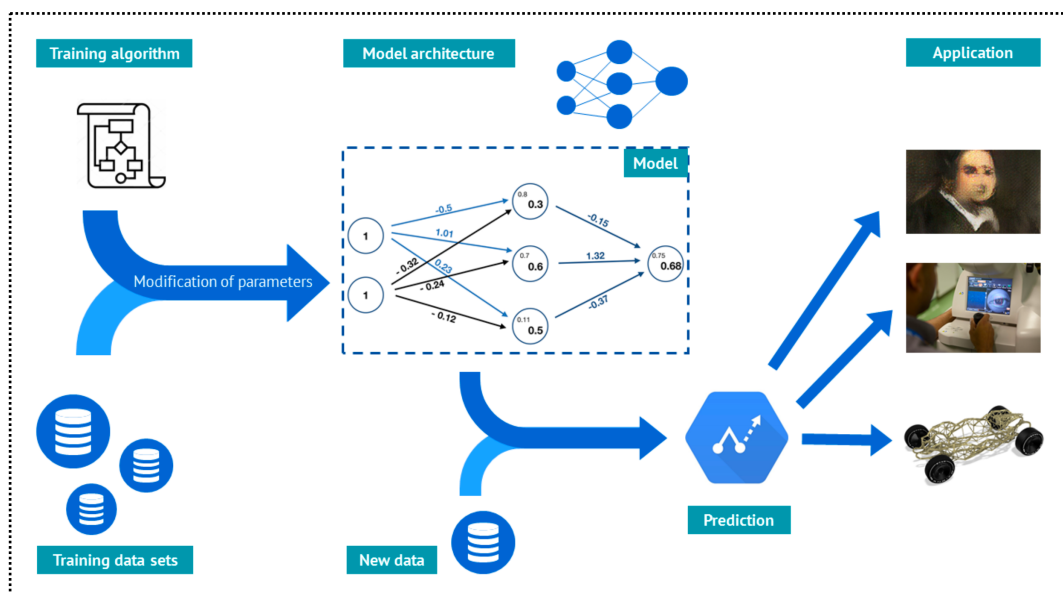 Training algorithm
Model architecture
Application
Model
-0.5
1.01
0.23
- 0.32
- 0.24
- 0.12
1
1
0.8
0.3
0.7
0.6
0.11
0.5
-0.15
1.32
-0.37
0.75
0.68
Modification of parameters
Training data sets
New data
Prediction